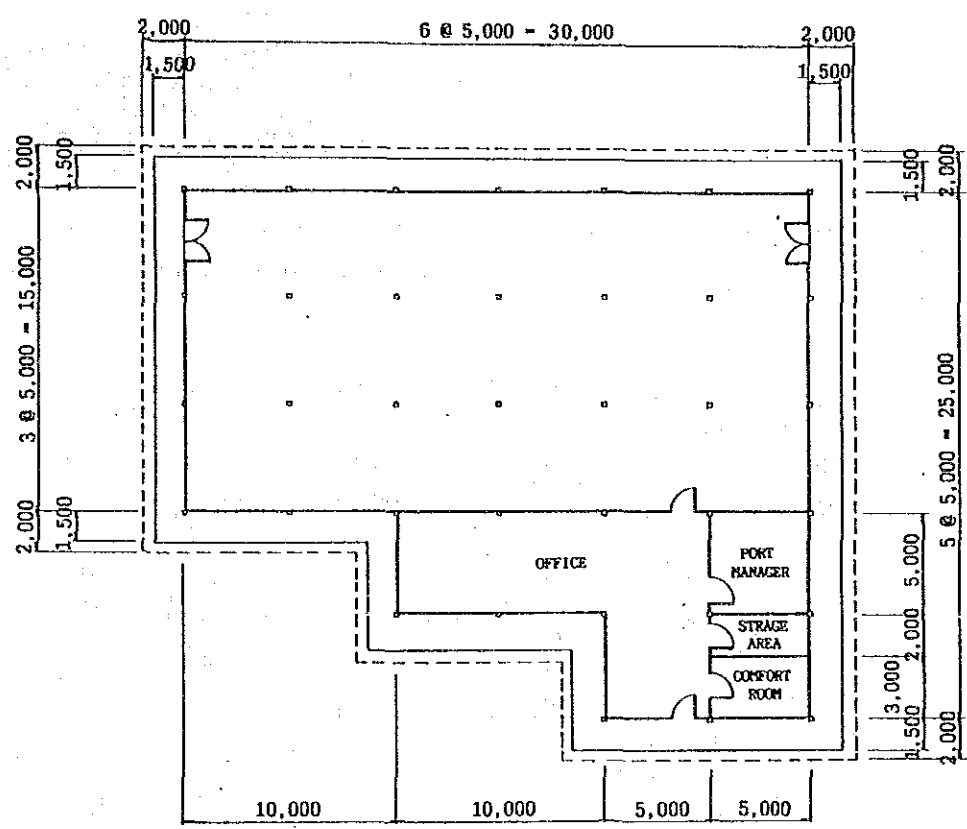 2,000
6 @ 5,000 = 30,000
2,000
1,500
1,500
2,000
1,500
3 @ 5,000 = 15,000
2,000
1,500
1,500
2,000
5 @ 5,000 = 25,000
5,000
2,000
3,000
1,500
2,000
OFFICE
PORT
MANAGER
STRAGE
AREA
COMFORT
ROOM
10,000
10,000
5,000
5,000